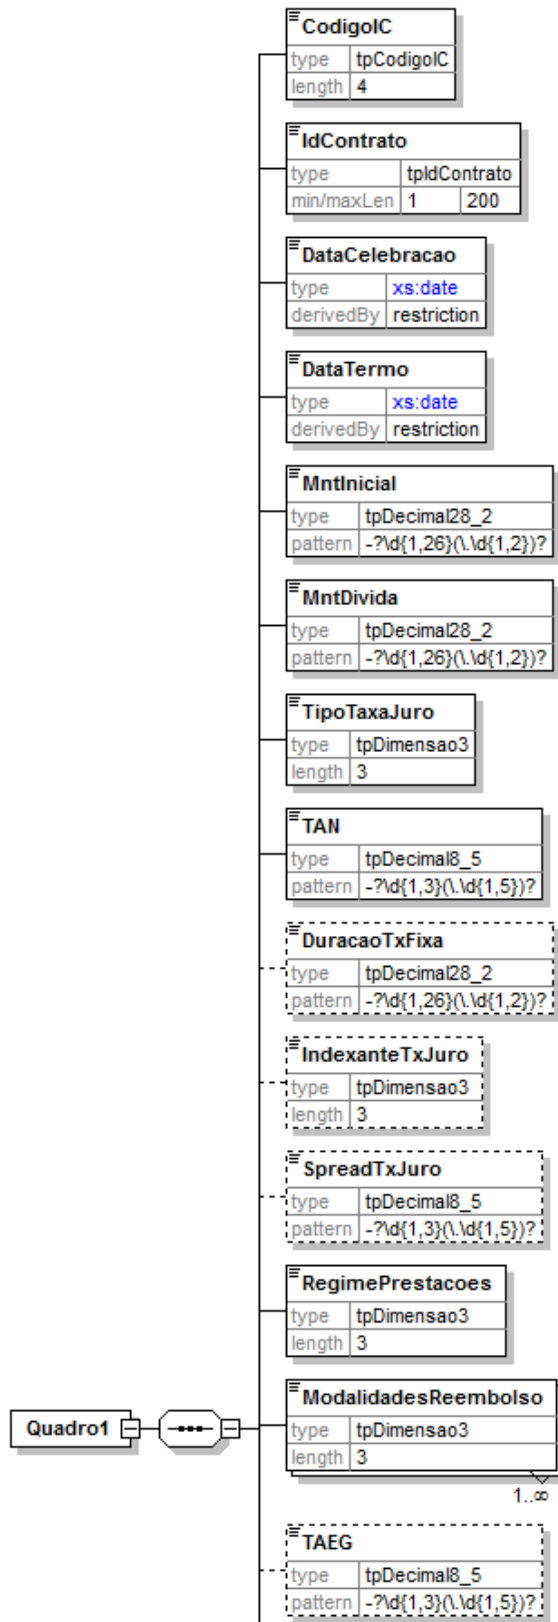 CodigoIC
type tpCodigoIC
length 4
IdContrato
type tpIdContrato
min/maxLen 1 200
DataCelebracao
type xs:date
derivedBy restriction
DataTermo
type xs:date
derivedBy restriction
MntInicial
type tpDecimal28_2
pattern -?\d{1,26}(\.\d{1,2})?
MntDivida
type tpDecimal28_2
pattern -?\d{1,26}(\.\d{1,2})?
TipoTaxaJuro
type tpDimensao3
length 3
TAN
type tpDecimal8_5
pattern -?\d{1,3}(\.\d{1,5})?
DuracaoTxFixa
type tpDecimal28_2
pattern -?\d{1,26}(\.\d{1,2})?
IndexanteTxJuro
type tpDimensao3
length 3
SpreadTxJuro
type tpDecimal8_5
pattern -?\d{1,3}(\.\d{1,5})?
RegimePrestacoes
type tpDimensao3
length 3
Quadro1
ModalidadesReembolso
type tpDimensao3
length 3
1..∞
TAEG
type tpDecimal8_5
pattern -?\d{1,3}(\.\d{1,5})?